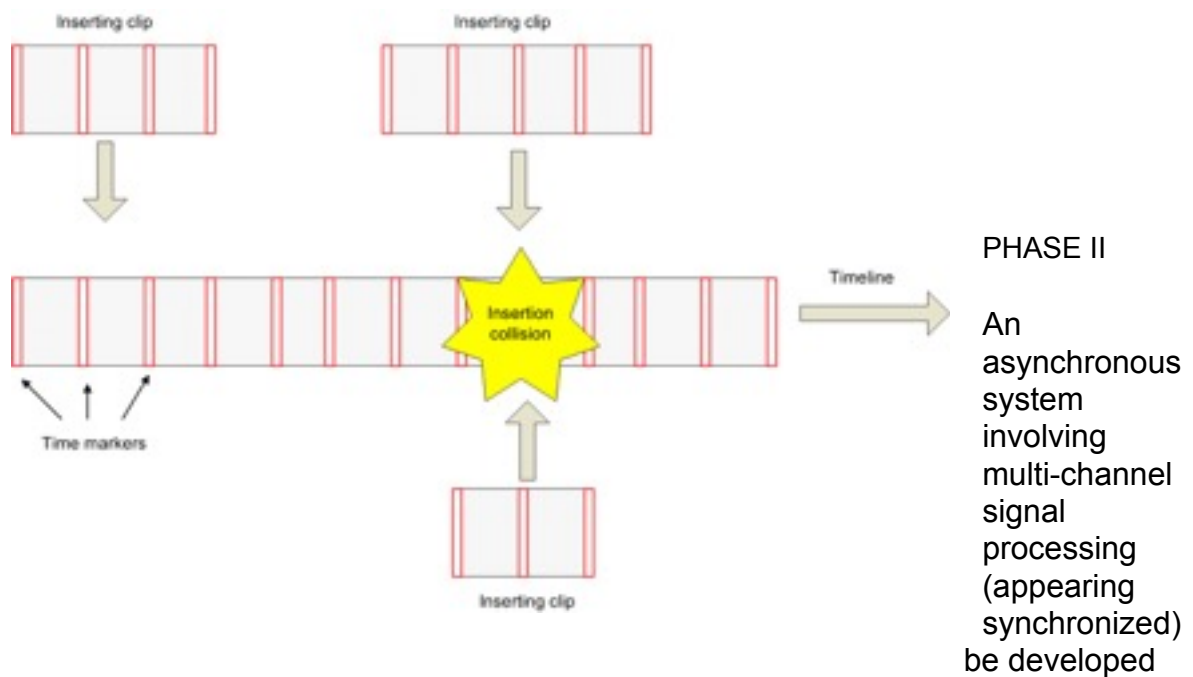 Inserting clip
Inserting clip
Timeline
Insertion
collision
Time markers
Inserting clip
PHASE II
An
asynchronous
system
involving
multi-channel
signal
processing
(appearing
synchronized)
be developed